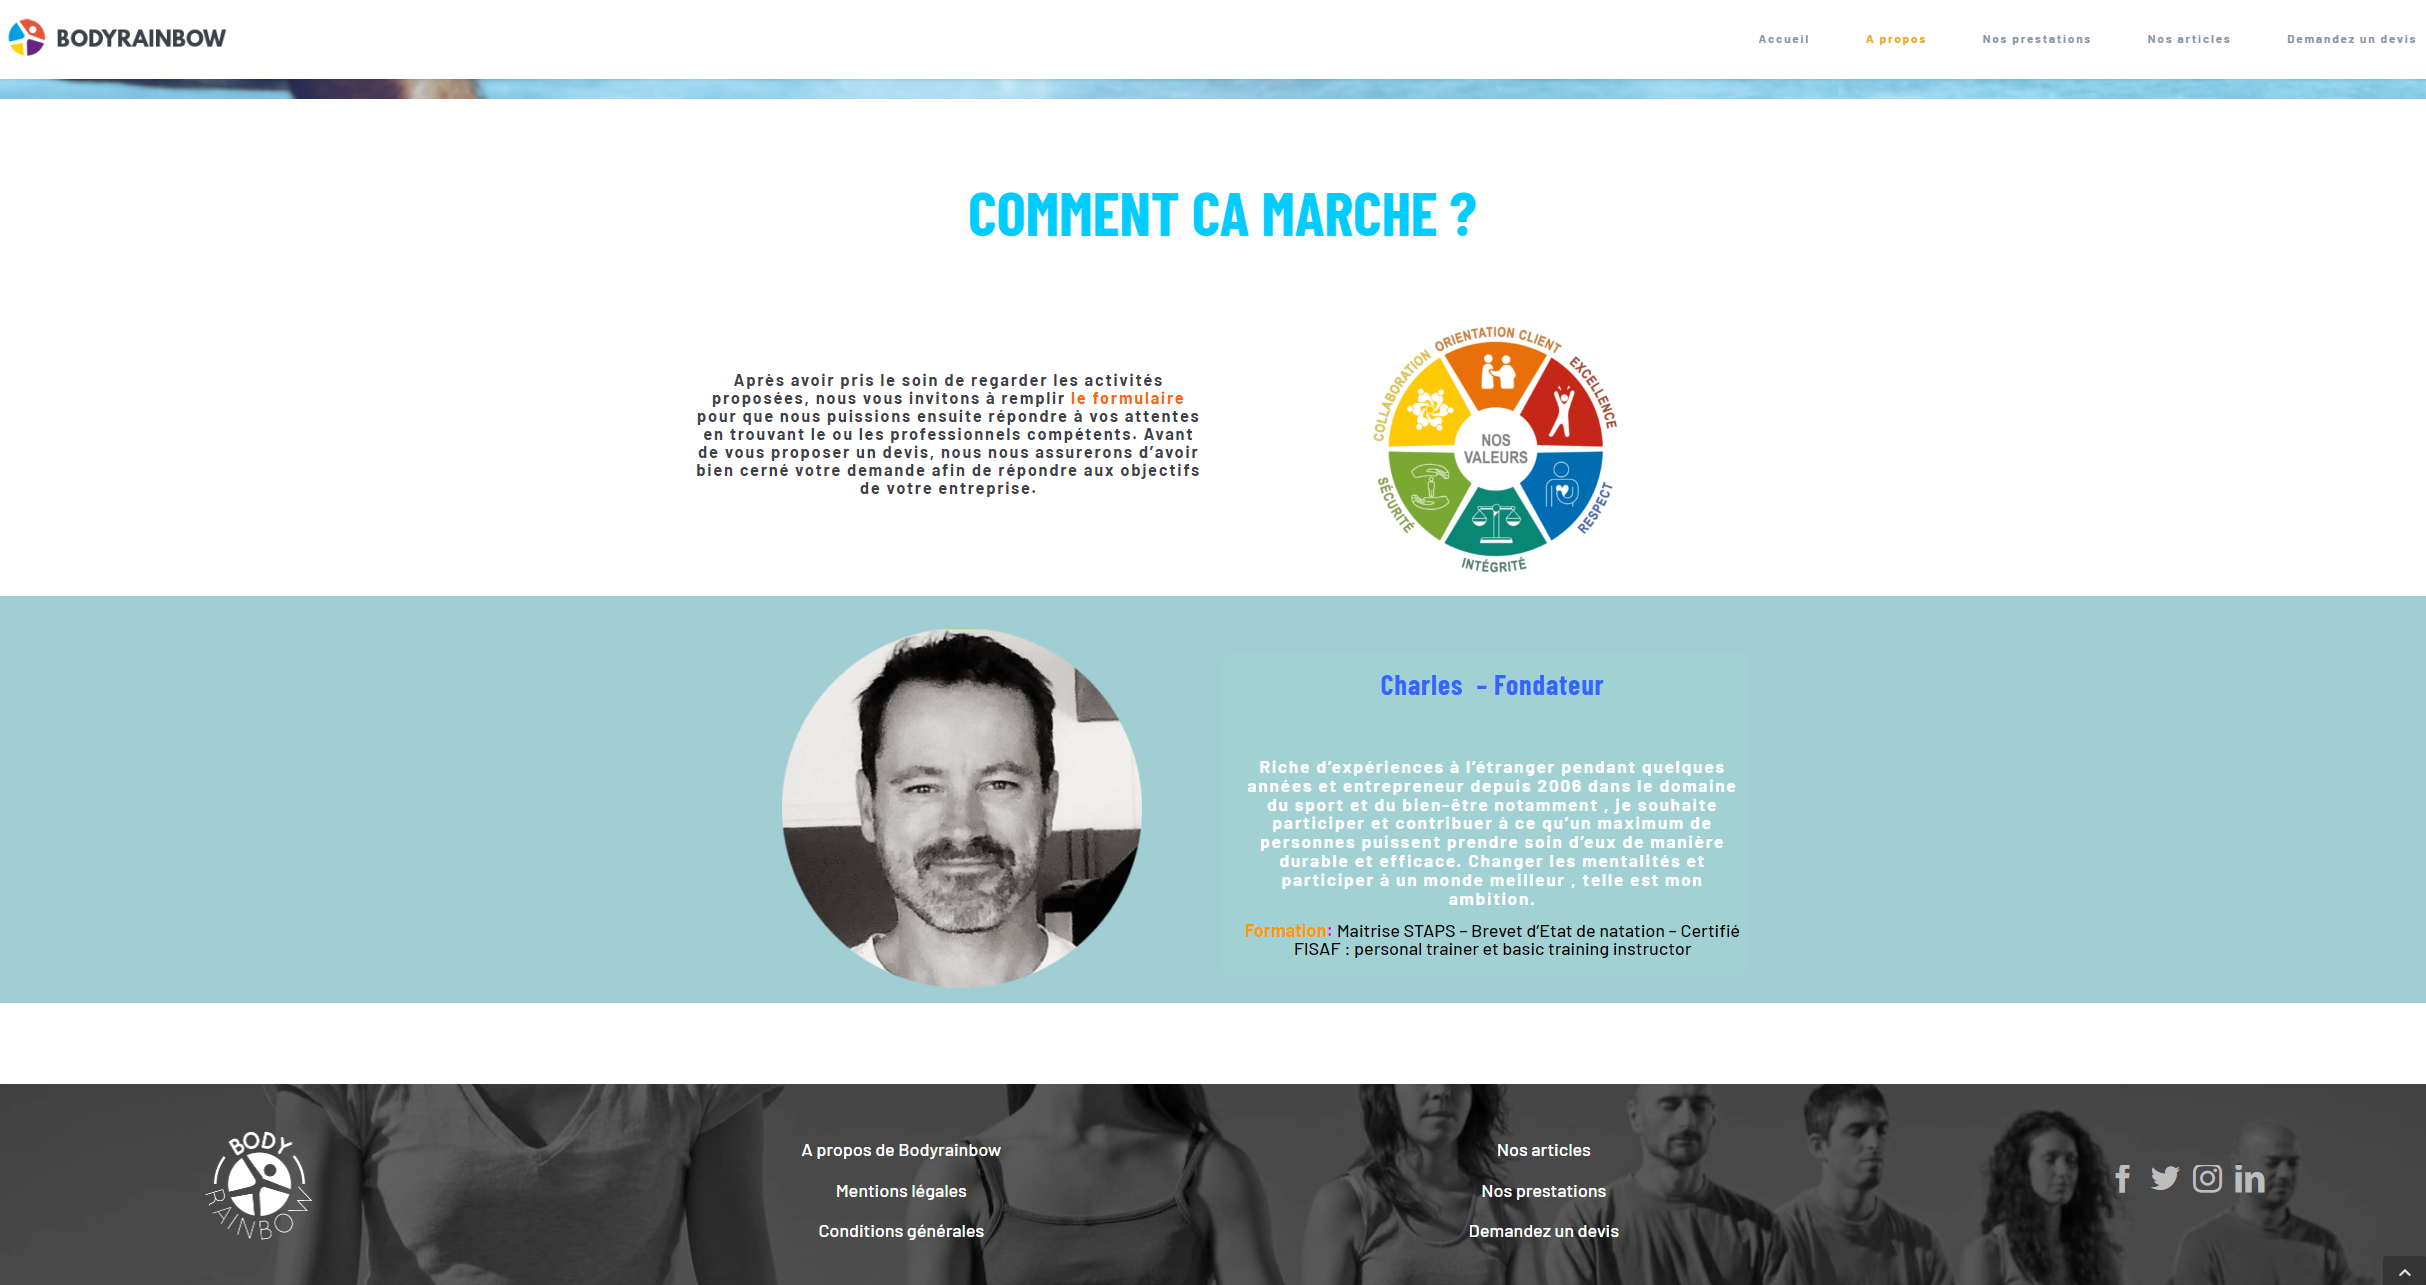 BODYRAINBOW
Accueil
A propos
Nos prestations
Nos articles
Demandez un devis
COMMENT CA MARCHE ?
Après avoir pris le soin de regarder les activités
proposées, nous vous invitons à remplir le formulaire
pour que nous puissions ensuite répondre à vos attentes
en trouvant le ou les professionnels compétents. Avant
de vous proposer un devis, nous nous assurerons d’avoir
bien cerné votre demande afin de répondre aux objectifs
de votre entreprise.
ORIENTATION CLIENT
EXCELLENCE
RESPECT
INTÉGRITÉ
SÉCURITÉ
COLLABORATION
NOS
VALEURS
Charles – Fondateur
Riche d’expériences à l’étranger pendant quelques
années et entrepreneur depuis 2006 dans le domaine
du sport et du bien-être notamment , je souhaite
participer et contribuer à ce qu’un maximum de
personnes puissent prendre soin d’eux de manière
durable et efficace. Changer les mentalités et
participer à un monde meilleur , telle est mon
ambition.
Formation: Maitrise STAPS – Brevet d’Etat de natation – Certifié
FISAF : personal trainer et basic training instructor
BODY
RAINBOW
A propos de Bodyrainbow
Mentions légales
Conditions générales
Nos articles
Nos prestations
Demandez un devis